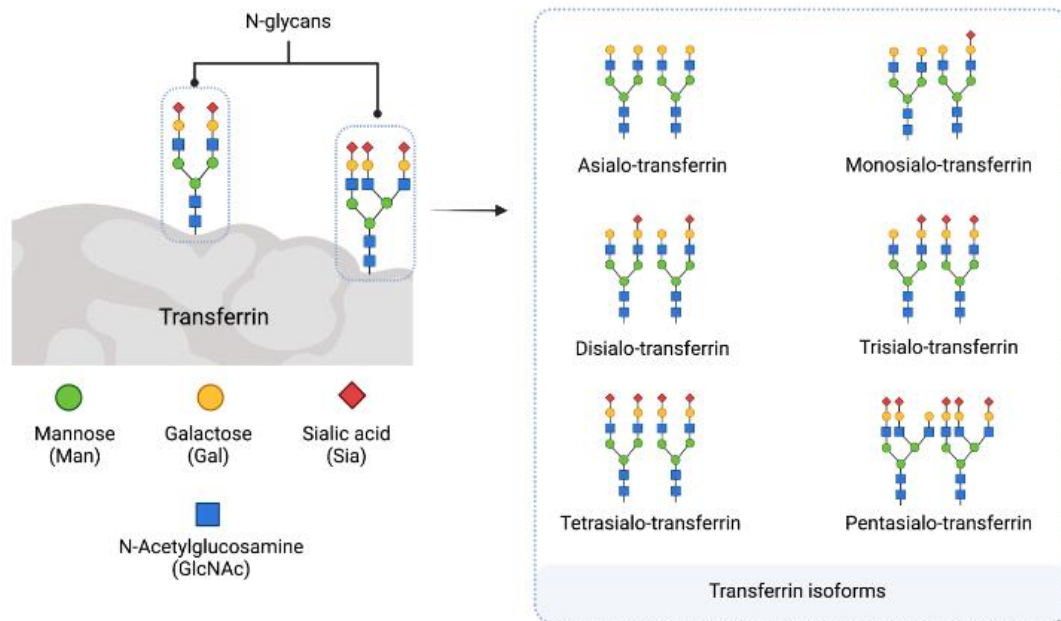 N-glycans
Transferrin
Mannose
(Man)
Galactose
(Gal)
Sialic acid
(Sia)
N-Acetylglucosamine
(GlcNAc)
Asialo-transferrin
Monosialo-transferrin
Disialo-transferrin
Trisialo-transferrin
Tetrasialo-transferrin
Pentasialo-transferrin
Transferrin isoforms